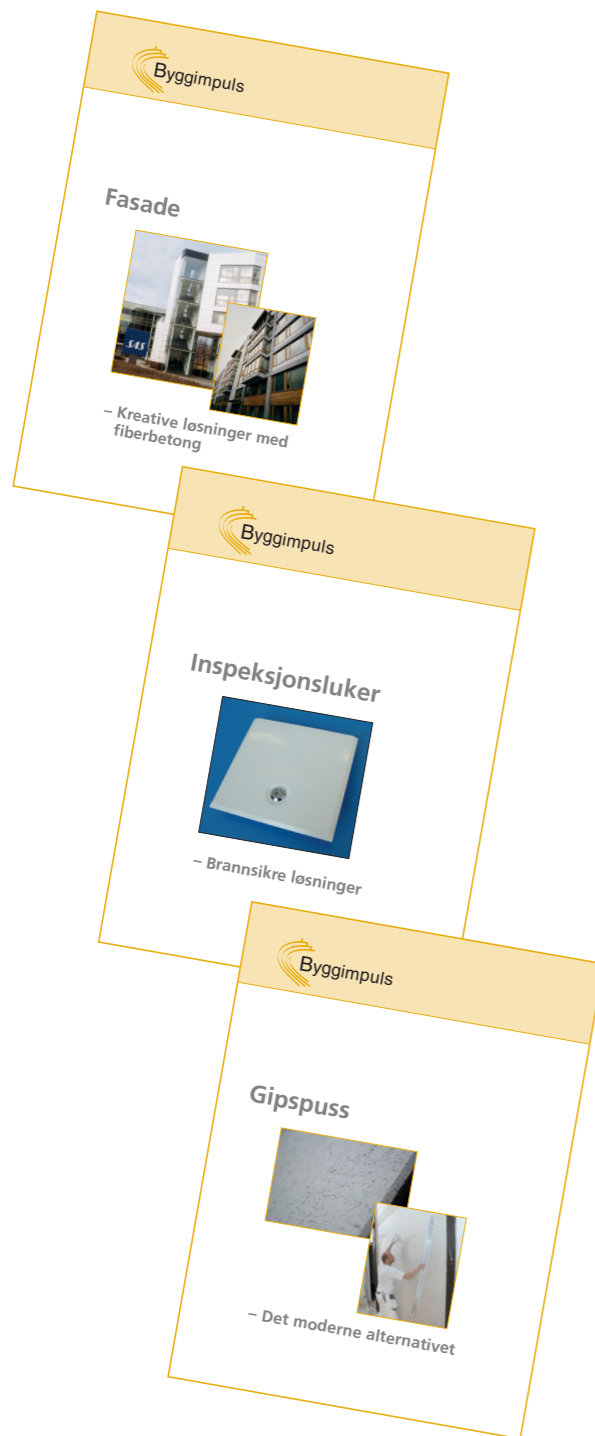 Byggimpuls
Fasade
SAS
– Kreative løsninger med
fiberbetong
Byggimpuls
Inspeksjonsluker
– Brannsikre løsninger
Byggimpuls
Gipspuss
– Det moderne alternativet